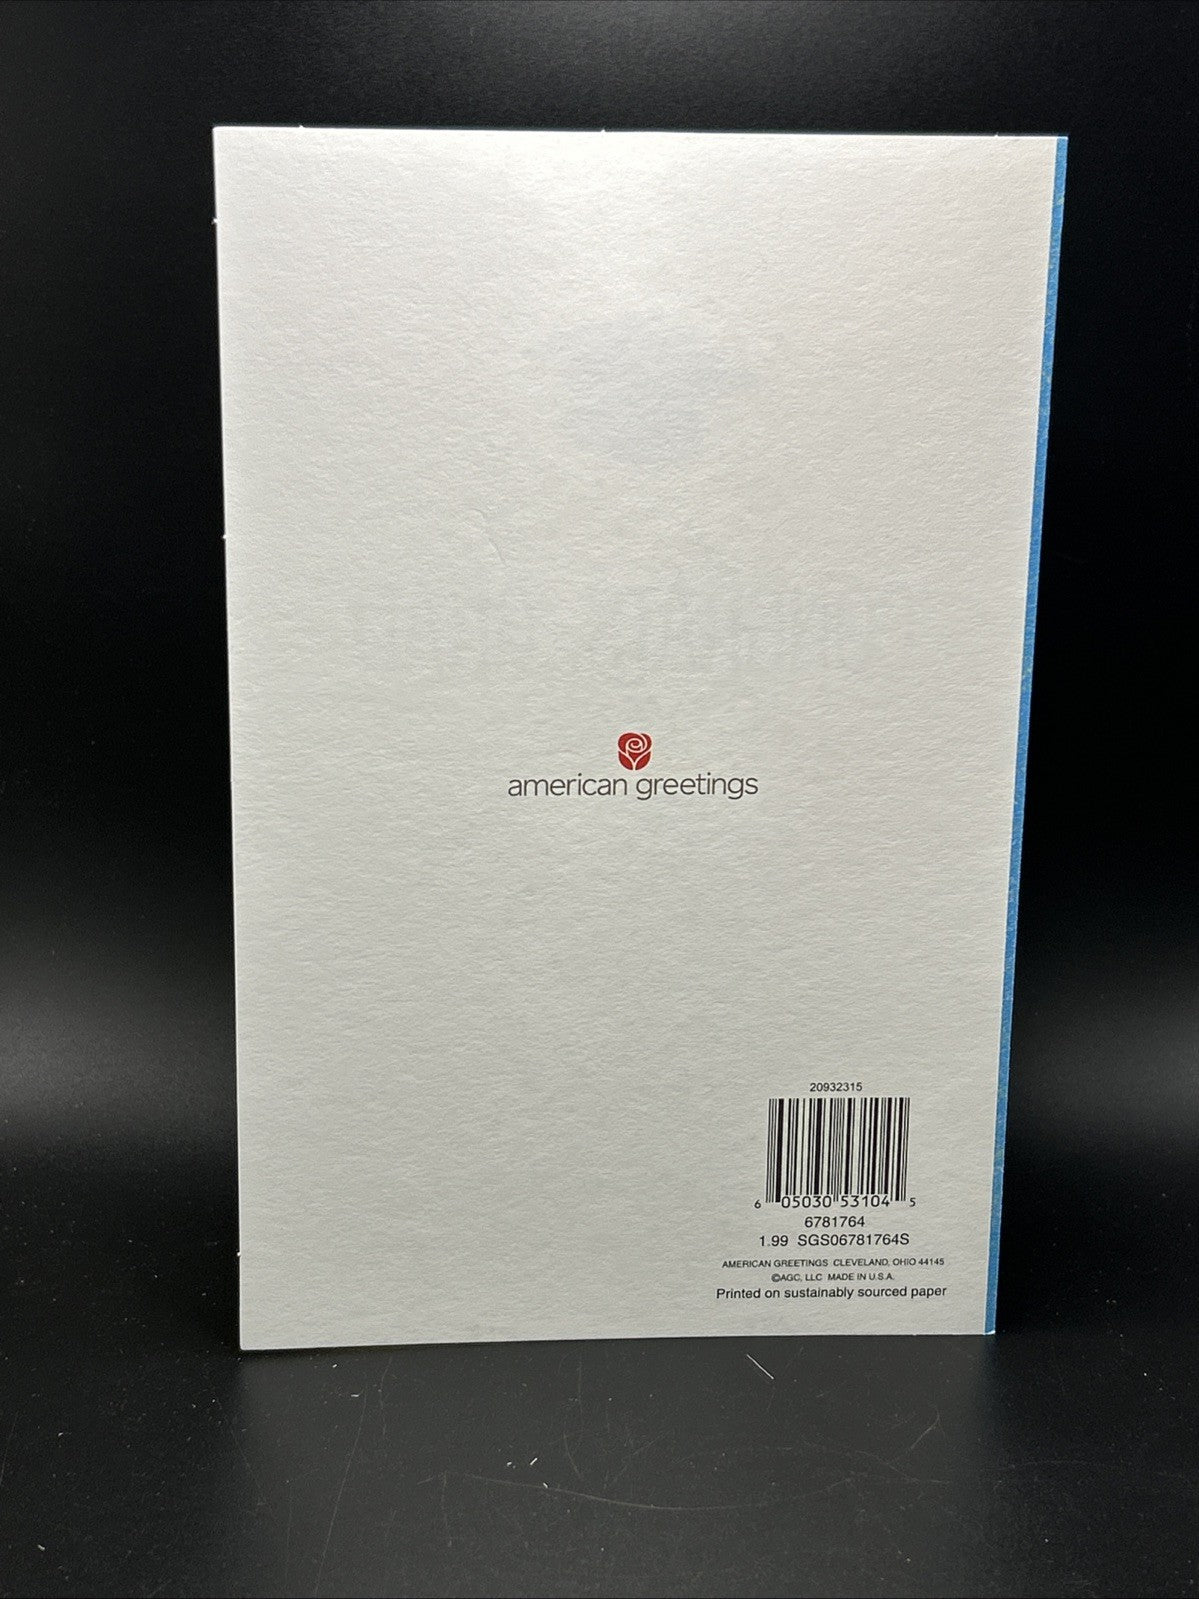 american greetings
20932315
6 05030 53104 5
6781764
1.99 SGS06781764S
AMERICAN GREETINGS CLEVELAND, OHIO 44145
©AGC, LLC MADE IN U.S.A.
Printed on sustainably sourced paper